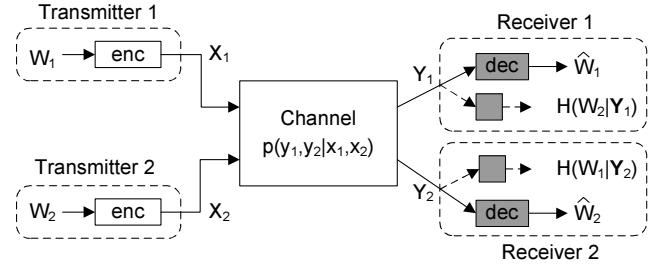 Transmitter 1
W₁ enc X₁
Transmitter 2
W₂ enc X₂
Channel
p(y₁,y₂|x₁,x₂)
Receiver 1
Y₁ dec Ŵ₁
H(W₂|Y₁)
H(W₁|Y₂)
Y₂ dec Ŵ₂
Receiver 2